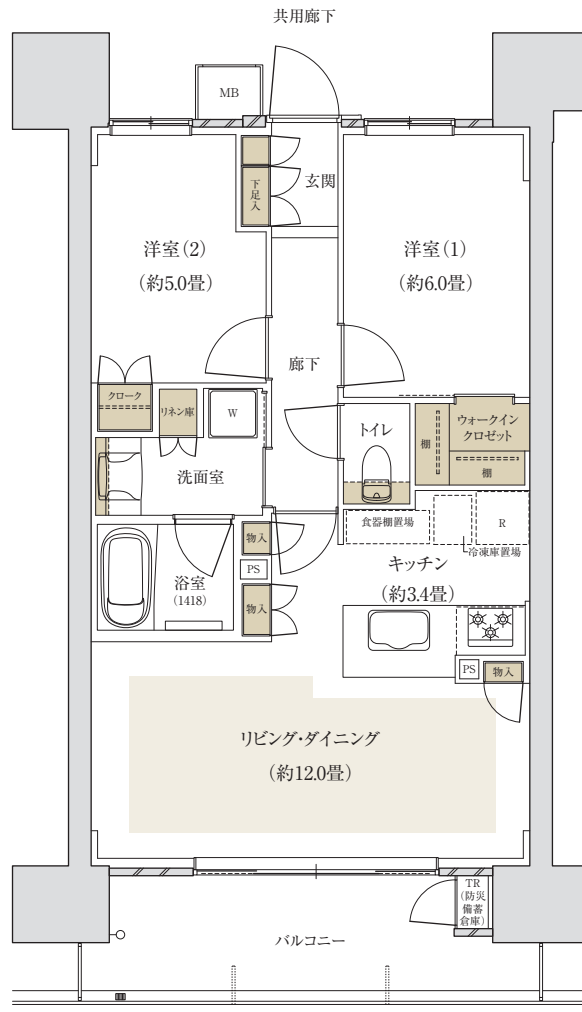 共用廊下
MB
玄関
下足入
洋室(2)
(約5.0畳)
洋室(1)
(約6.0畳)
廊下
クローク
リネン庫
W
トイレ
ウォークイン
クロゼット
棚
棚
洗面室
食器棚置場
R
冷凍庫置場
物入
PS
浴室
(1418)
キッチン
(約3.4畳)
物入
PS
物入
リビング・ダイニング
(約12.0畳)
TR
(防災
備蓄
倉庫)
バルコニー